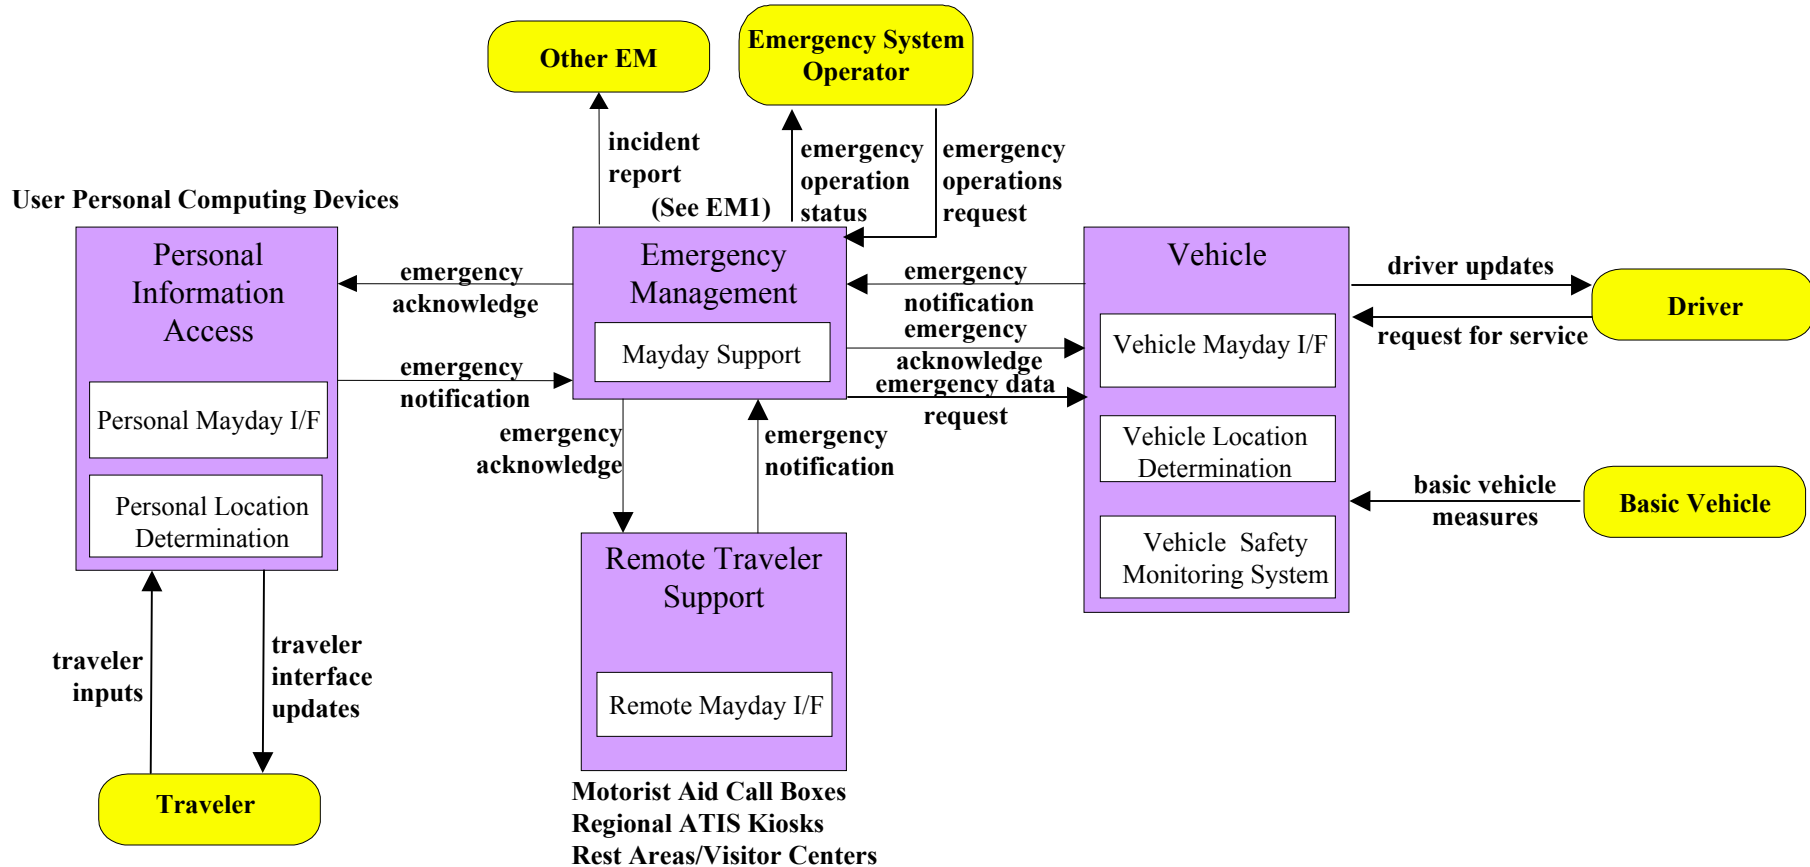 Other EM
Emergency System
Operator
incident
report
(See EM1)
emergency
operation
status
emergency
operations
request
User Personal Computing Devices
Personal
Information
Access
Personal Mayday I/F
Personal Location
Determination
emergency
acknowledge
emergency
notification
Emergency
Management
Mayday Support
emergency
notification
emergency
acknowledge
emergency data
request
Vehicle
Vehicle Mayday I/F
Vehicle Location
Determination
Vehicle Safety
Monitoring System
driver updates
Driver
request for service
basic vehicle
measures
Basic Vehicle
emergency
acknowledge
emergency
notification
Remote Traveler
Support
Remote Mayday I/F
traveler
inputs
traveler
interface
updates
Traveler
Motorist Aid Call Boxes
Regional ATIS Kiosks
Rest Areas/Visitor Centers